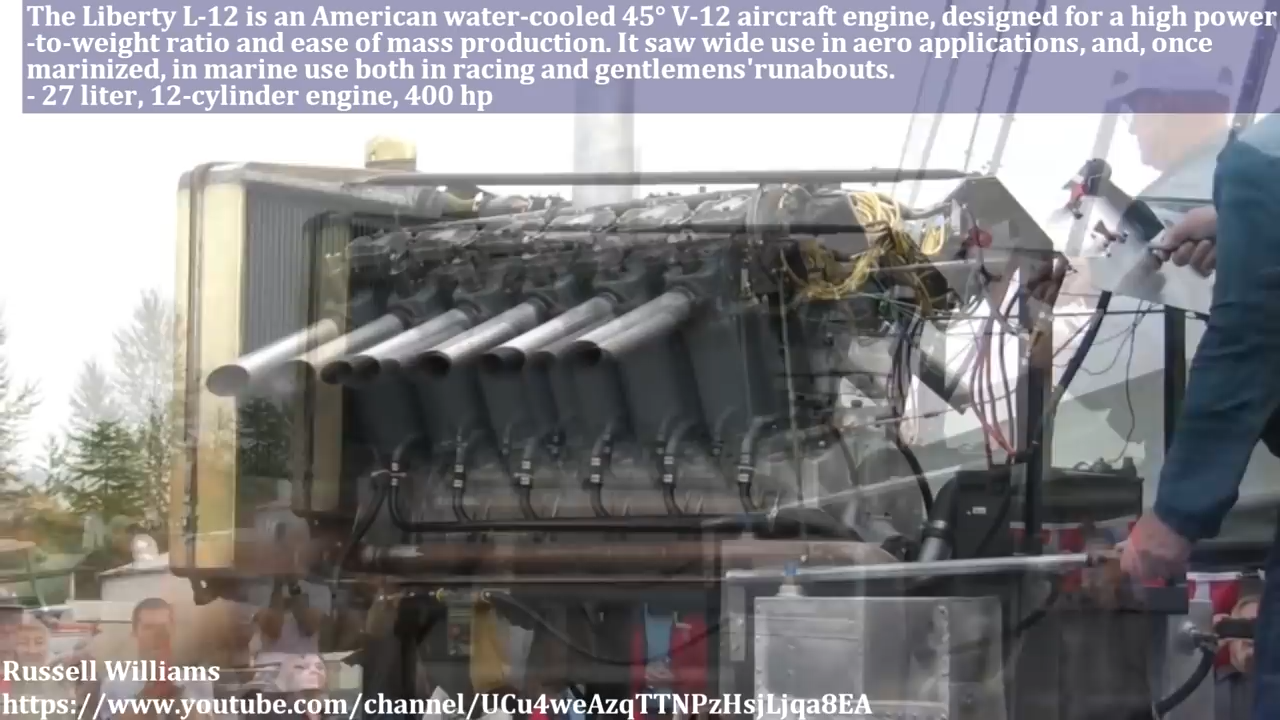 The Liberty L-12 is an American water-cooled 45° V-12 aircraft engine, designed for a high power
-to-weight ratio and ease of mass production. It saw wide use in aero applications, and, once
marinized, in marine use both in racing and gentlemens'runabouts.
- 27 liter, 12-cylinder engine, 400 hp
Russell Williams
https://www.youtube.com/channel/UCu4weAzqTTNPzHsjLjqa8EA